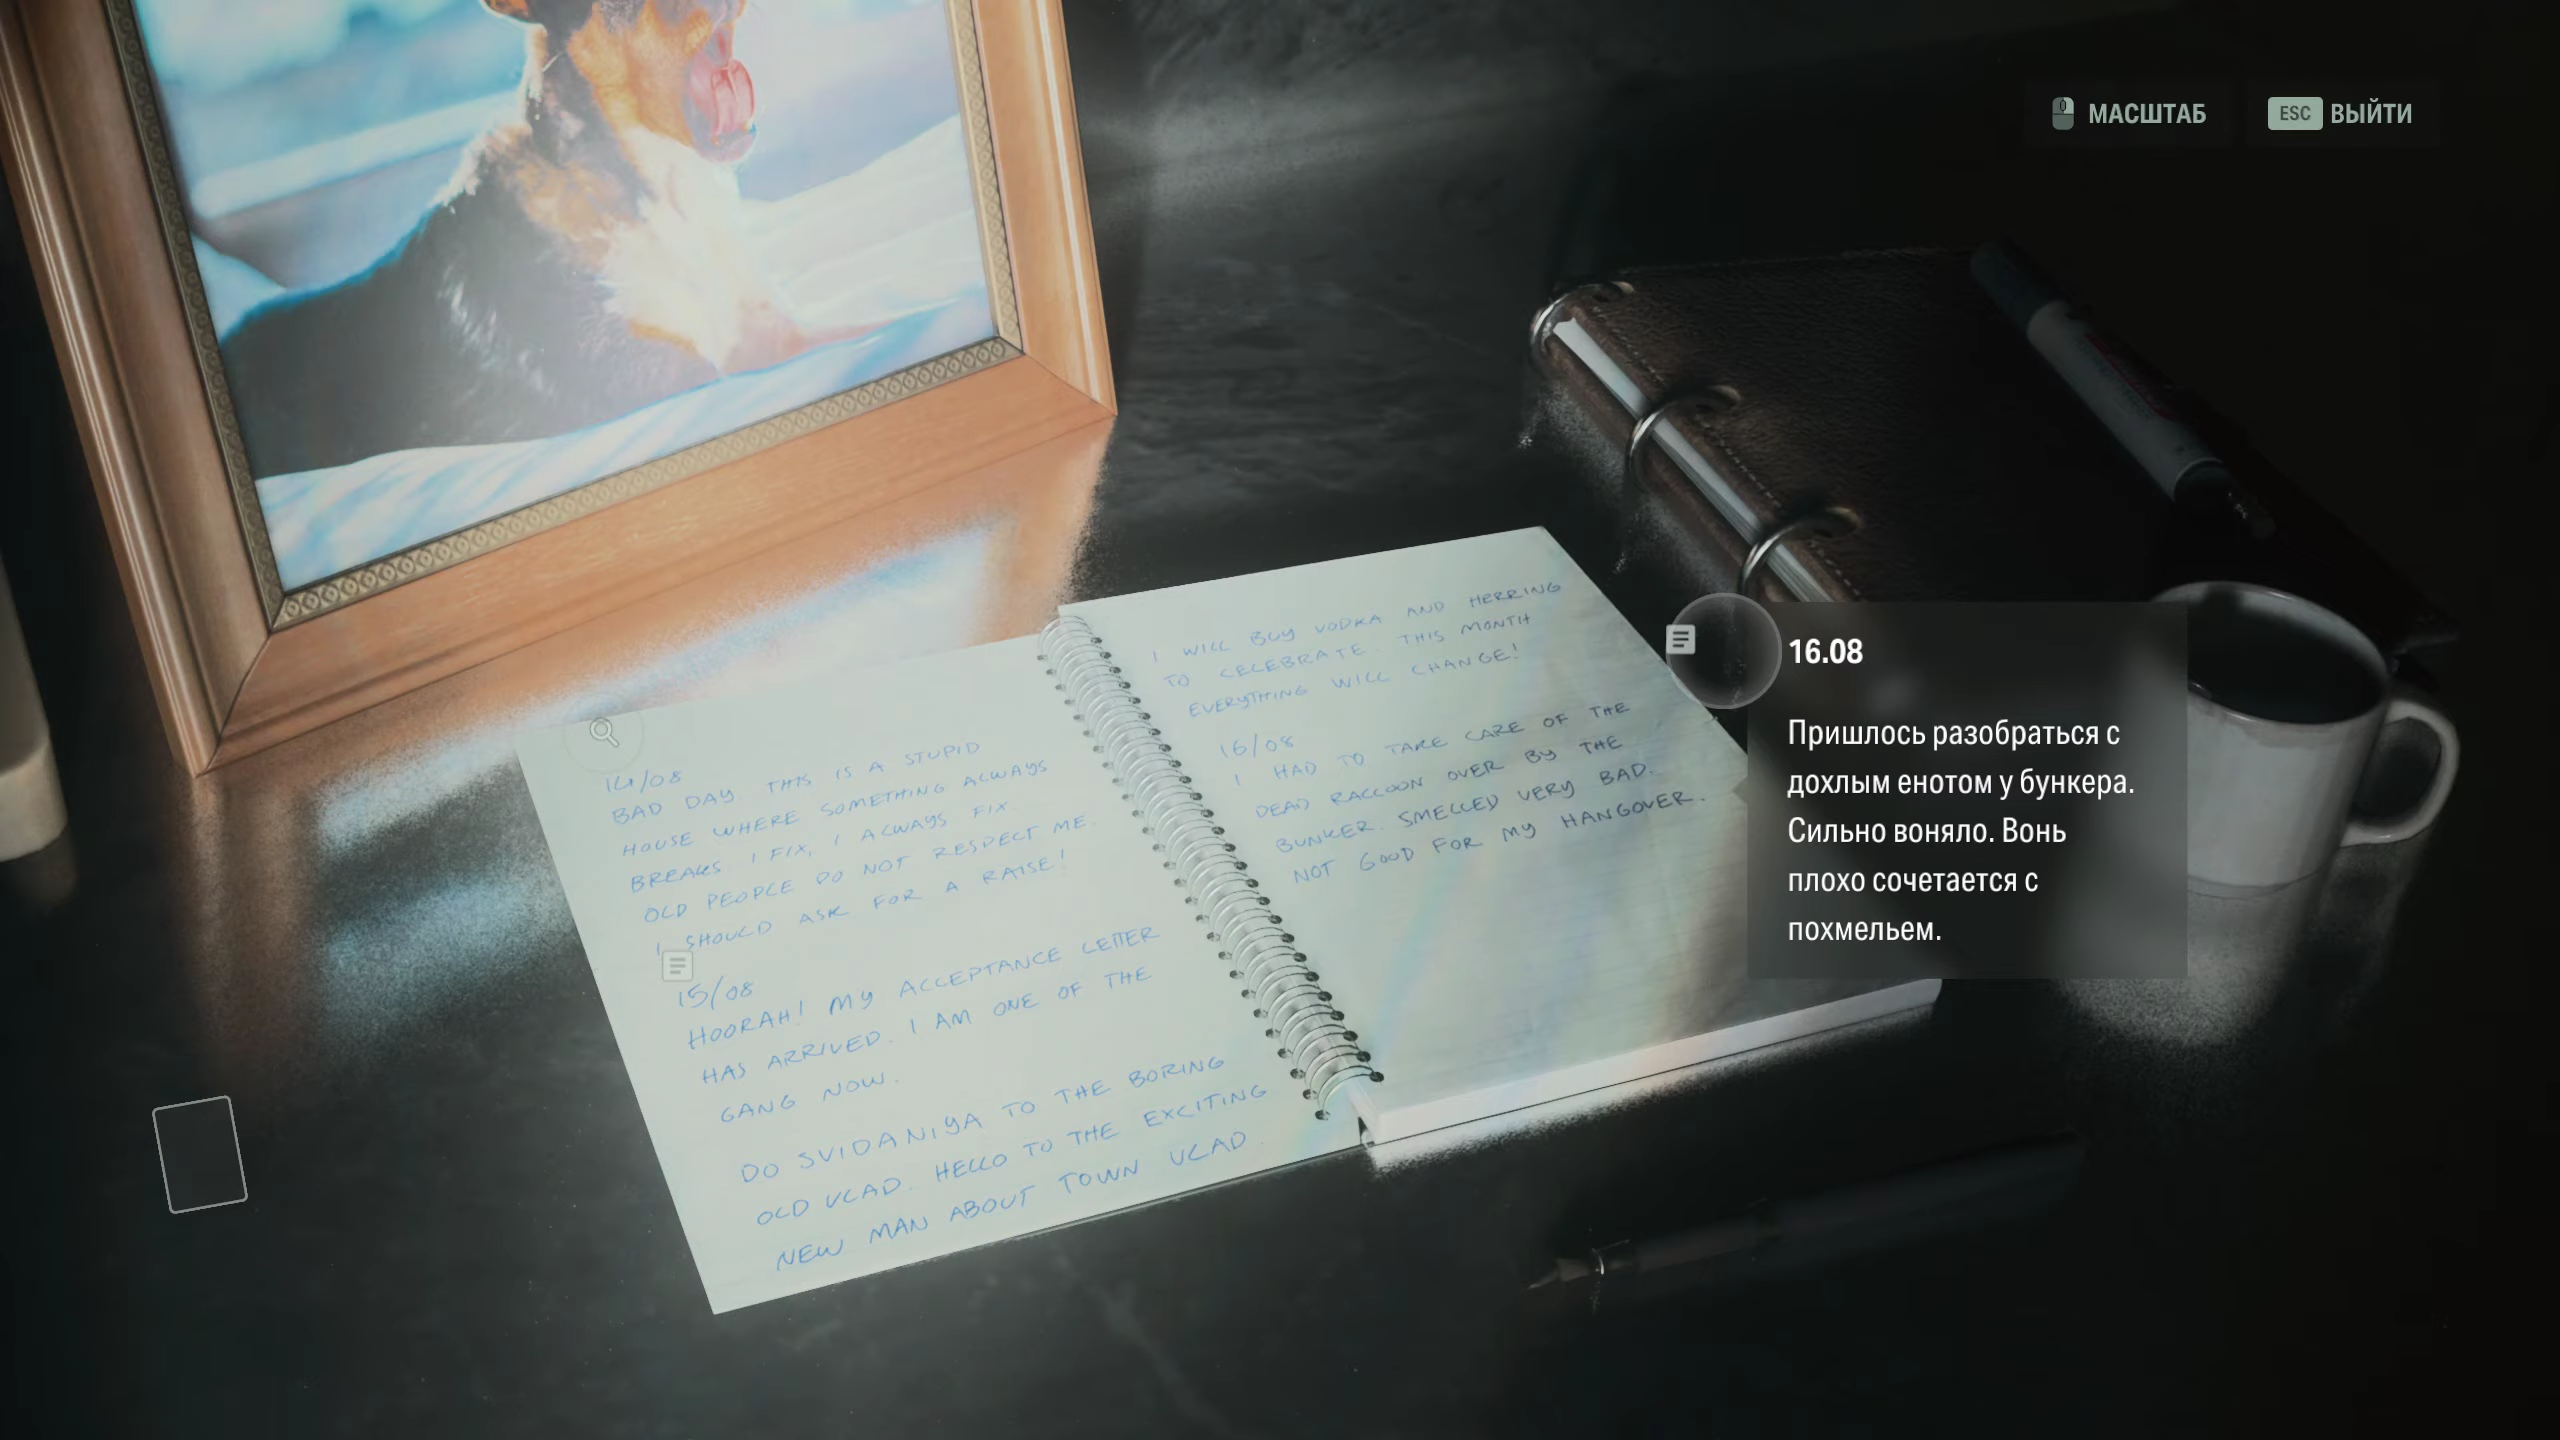 МАСШТАБ
ESC ВЫЙТИ
14/08
BAD DAY. THIS IS A STUPID
HOUSE WHERE SOMETHING ALWAYS
BREAKS. I FIX, I ALWAYS FIX.
OLD PEOPLE DO NOT RESPECT ME.
I SHOULD ASK FOR A RAISE!
15/08
HOORAH! MY ACCEPTANCE LETTER
HAS ARRIVED. I AM ONE OF THE
GANG NOW.
DO SVIDANIYA TO THE BORING
OLD VLAD. HELLO TO THE EXCITING
NEW MAN ABOUT TOWN VLAD.
I WILL BUY VODKA AND HERRING
TO CELEBRATE. THIS MONTH
EVERYTHING WILL CHANGE!
16/08
I HAD TO TAKE CARE OF THE
DEAD RACCOON OVER BY THE
BUNKER. SMELLED VERY BAD.
NOT GOOD FOR MY HANGOVER.
16.08
Пришлось разобраться с
дохлым енотом у бункера.
Сильно воняло. Вонь
плохо сочетается с
похмельем.